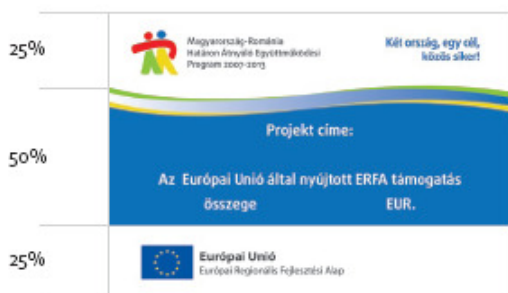 25%
Magyarország-Románia
Határon Átnyúló Együttműködési
Program 2007-2013
Két ország, egy cél,
közös siker!
50%
Projekt címe:
Az Európai Unió által nyújtott ERFA támogatás
összege EUR.
25%
Európai Unió
Európai Regionális Fejlesztési Alap